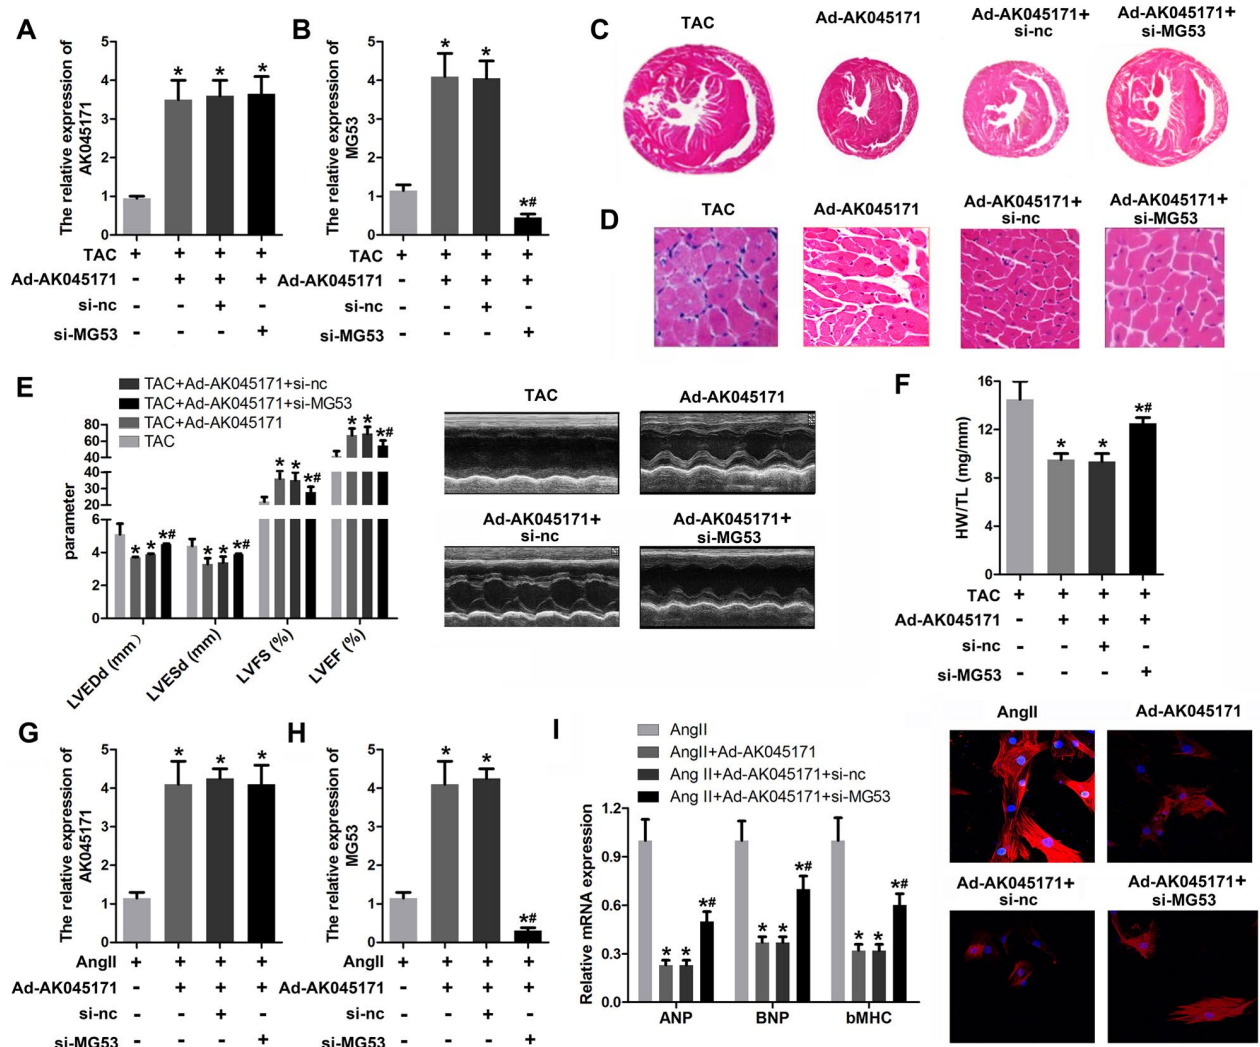 A
The relative expression of
AK045171
5
4
3
2
1
0
* * *
TAC + + + +
Ad-AK045171 - + + +
si-nc - - + -
si-MG53 - - - +
B
The relative expression of
MG53
5
4
3
2
1
0
* * *#
TAC + + + +
Ad-AK045171 - + + +
si-nc - - + -
si-MG53 - - - +
C
TAC
Ad-AK045171
Ad-AK045171+
si-nc
Ad-AK045171+
si-MG53
D
TAC
Ad-AK045171
Ad-AK045171+
si-nc
Ad-AK045171+
si-MG53
E
TAC+Ad-AK045171+si-nc
TAC+Ad-AK045171+si-MG53
TAC+Ad-AK045171
TAC
parameter
80
60
40
40
30
20
6
4
2
0
* * *#
* * *#
* * *#
* * *#
LVEDd (mm）
LVESd (mm)
LVFS (%)
LVEF (%)
TAC
Ad-AK045171
Ad-AK045171+
si-nc
Ad-AK045171+
si-MG53
F
HW/TL (mg/mm)
16
12
8
4
0
* * *#
TAC + + + +
Ad-AK045171 - + + +
si-nc - - + -
si-MG53 - - - +
G
The relative expression of
AK045171
5
4
3
2
1
0
* * *
AngII + + + +
Ad-AK045171 - + + +
si-nc - - + -
si-MG53 - - - +
H
The relative expression of
MG53
5
4
3
2
1
0
* * *#
AngII + + + +
Ad-AK045171 - + + +
si-nc - - + -
si-MG53 - - - +
I
AngII
AngII+Ad-AK045171
Ang II+Ad-AK045171+si-nc
Ang II+Ad-AK045171+si-MG53
Relative mRNA expression
1.2
0.9
0.6
0.3
0.0
* * *#
* * *#
* * *#
ANP
BNP
bMHC
AngII
Ad-AK045171
Ad-AK045171+
si-nc
Ad-AK045171+
si-MG53